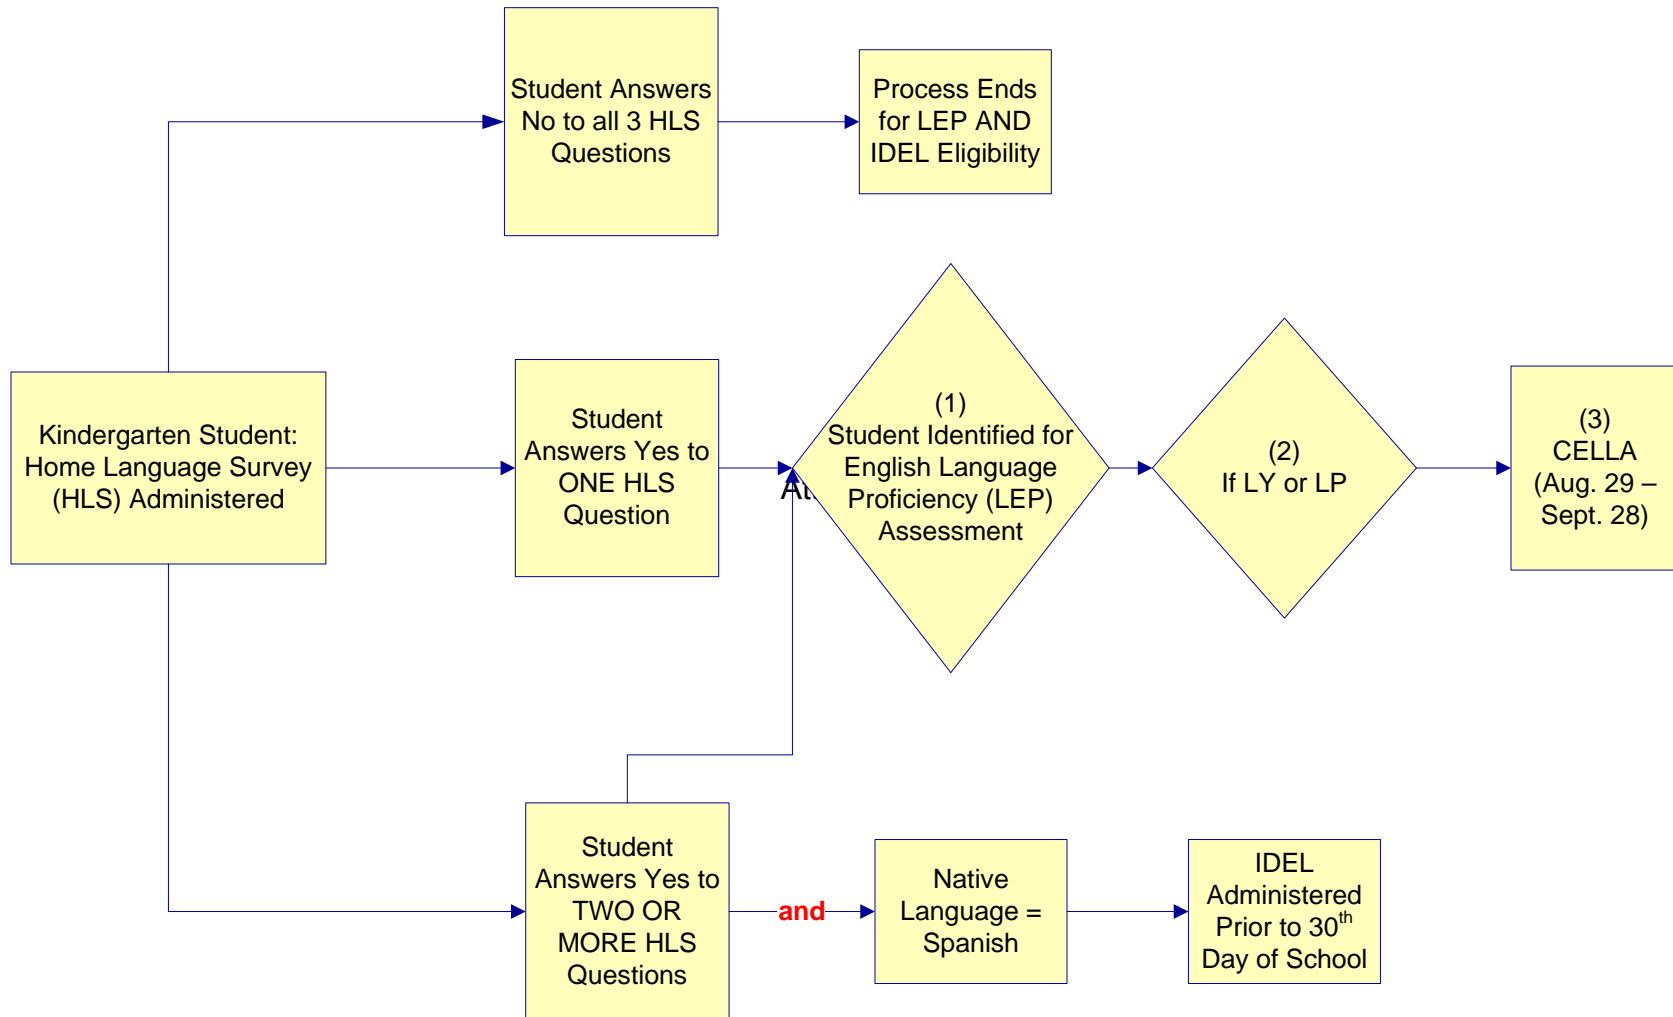 Student Answers
No to all 3 HLS
Questions
Process Ends
for LEP AND
IDEL Eligibility
Kindergarten Student:
Home Language Survey
(HLS) Administered
Student
Answers Yes to
ONE HLS
Question
(1)
Student Identified for
English Language
Proficiency (LEP)
Assessment
(2)
If LY or LP
(3)
CELLA
(Aug. 29 –
Sept. 28)
Student
Answers Yes to
TWO OR
MORE HLS
Questions
and
Native
Language =
Spanish
IDEL
Administered
Prior to 30th
Day of School